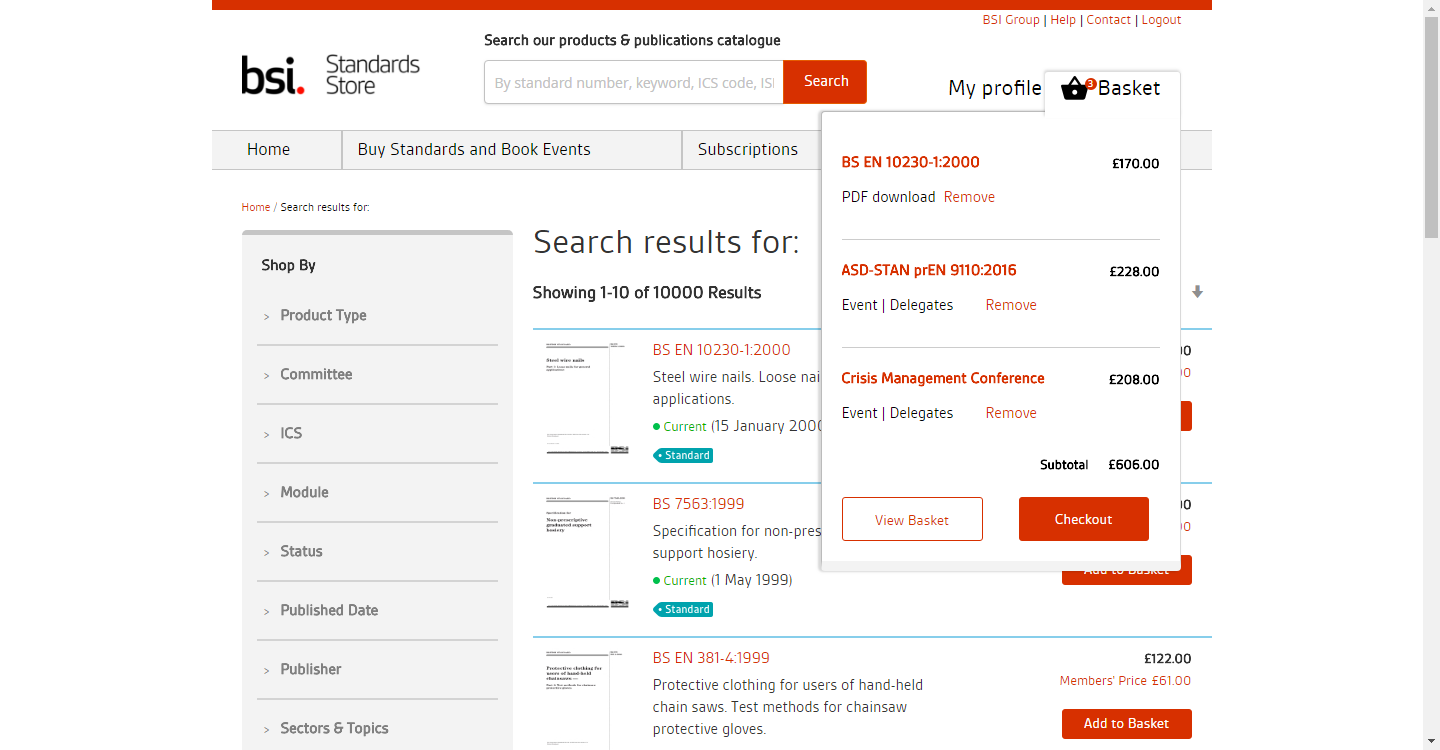 BSI Group | Help | Contact | Logout
Search our products & publications catalogue
bsi.
Standards
Store
By standard number, keyword, ICS code, ISI
Search
My profile
3
Basket
Home
Buy Standards and Book Events
Subscriptions
BS EN 10230-1:2000 £170.00
PDF download Remove
ASD-STAN prEN 9110:2016 £228.00
Event | Delegates Remove
Crisis Management Conference £208.00
Event | Delegates Remove
Subtotal £606.00
View Basket
Checkout
Home / Search results for:
Shop By
> Product Type
> Committee
> ICS
> Module
> Status
> Published Date
> Publisher
> Sectors & Topics
Search results for:
Showing 1-10 of 10000 Results
Steel wire nails
BS EN 10230-1:2000
Steel wire nails. Loose nai
applications.
Current (15 January 2000
Standard
Non-prescriptive
graduated support
hosiery
BS 7563:1999
Specification for non-pres
support hosiery.
Current (1 May 1999)
Standard
Add to Basket
Protective clothing for
users of hand-held
chainsaws —
BS EN 381-4:1999
Protective clothing for users of hand-held
chain saws. Test methods for chainsaw
protective gloves.
£122.00
Members' Price £61.00
Add to Basket